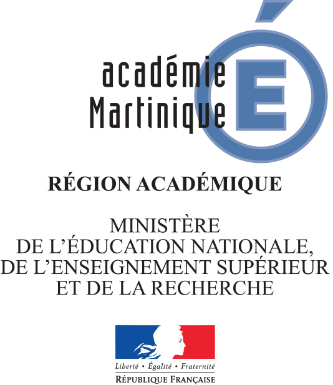 académie
Martinique É
RÉGION ACADÉMIQUE
MINISTÈRE
DE L'ÉDUCATION NATIONALE,
DE L'ENSEIGNEMENT SUPÉRIEUR
ET DE LA RECHERCHE
Liberté • Égalité • Fraternité
RÉPUBLIQUE FRANÇAISE